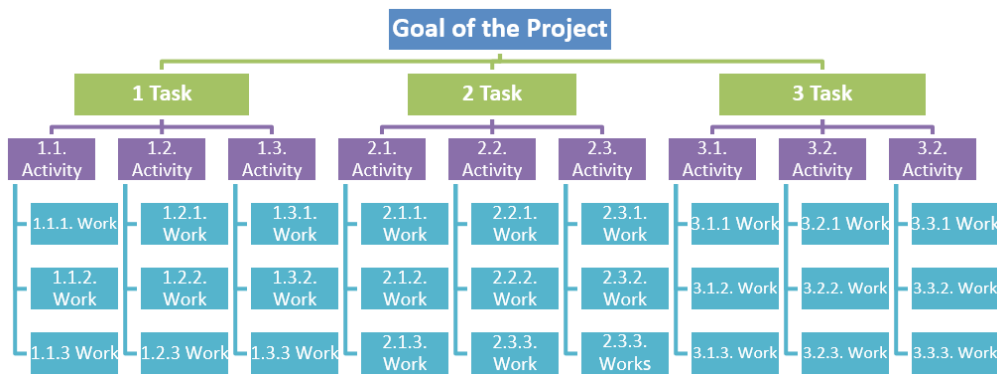 Goal of the Project
1 Task
2 Task
3 Task
1.1.
Activity
1.2.
Activity
1.3.
Activity
2.1.
Activity
2.2.
Activity
2.3.
Activity
3.1.
Activity
3.2.
Activity
3.2.
Activity
1.1.1. Work
1.2.1.
Work
1.3.1.
Work
2.1.1.
Work
2.2.1.
Work
2.3.1.
Work
3.1.1 Work
3.2.1 Work
3.3.1 Work
1.1.2.
Work
1.2.2.
Work
1.3.2.
Work
2.1.2.
Work
2.2.2.
Work
2.3.2.
Work
3.1.2. Work
3.2.2. Work
3.3.2. Work
1.1.3 Work
1.2.3 Work
1.3.3 Work
2.1.3.
Work
2.3.3.
Work
2.3.3.
Works
3.1.3. Work
3.2.3. Work
3.3.3. Work